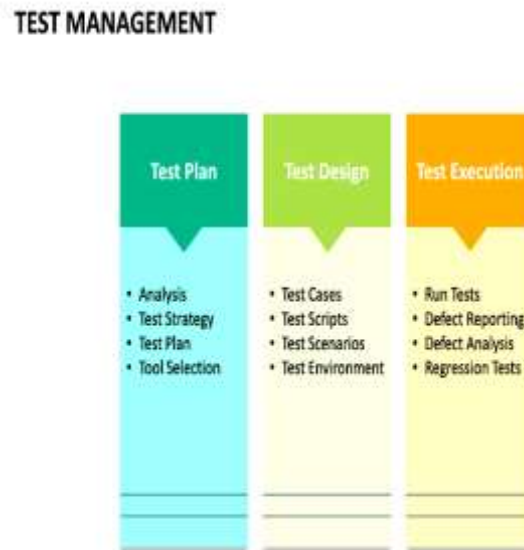 TEST MANAGEMENT
Test Plan
• Analysis
• Test Strategy
• Test Plan
• Tool Selection
Test Design
• Test Cases
• Test Scripts
• Test Scenarios
• Test Environment
Test Execution
• Run Tests
• Defect Reporting
• Defect Analysis
• Regression Tests